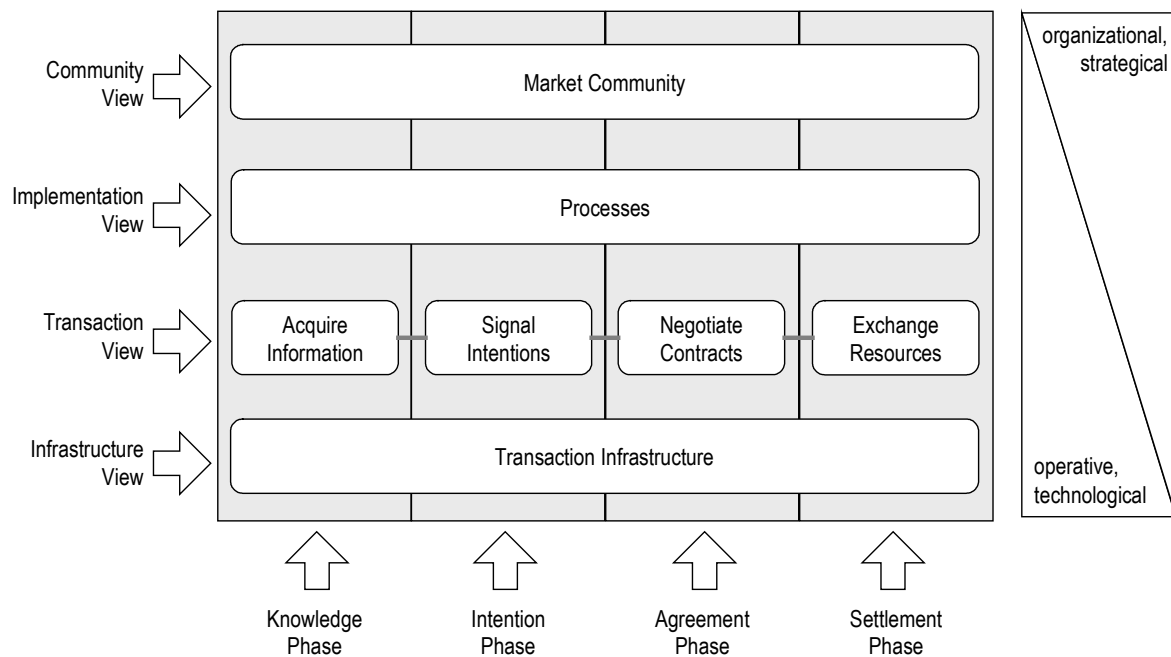 organizational,
strategical
Community
View
Market Community
Implementation
View
Processes
Transaction
View
Acquire
Information
Signal
Intentions
Negotiate
Contracts
Exchange
Resources
Infrastructure
View
Transaction Infrastructure
operative,
technological
Knowledge
Phase
Intention
Phase
Agreement
Phase
Settlement
Phase